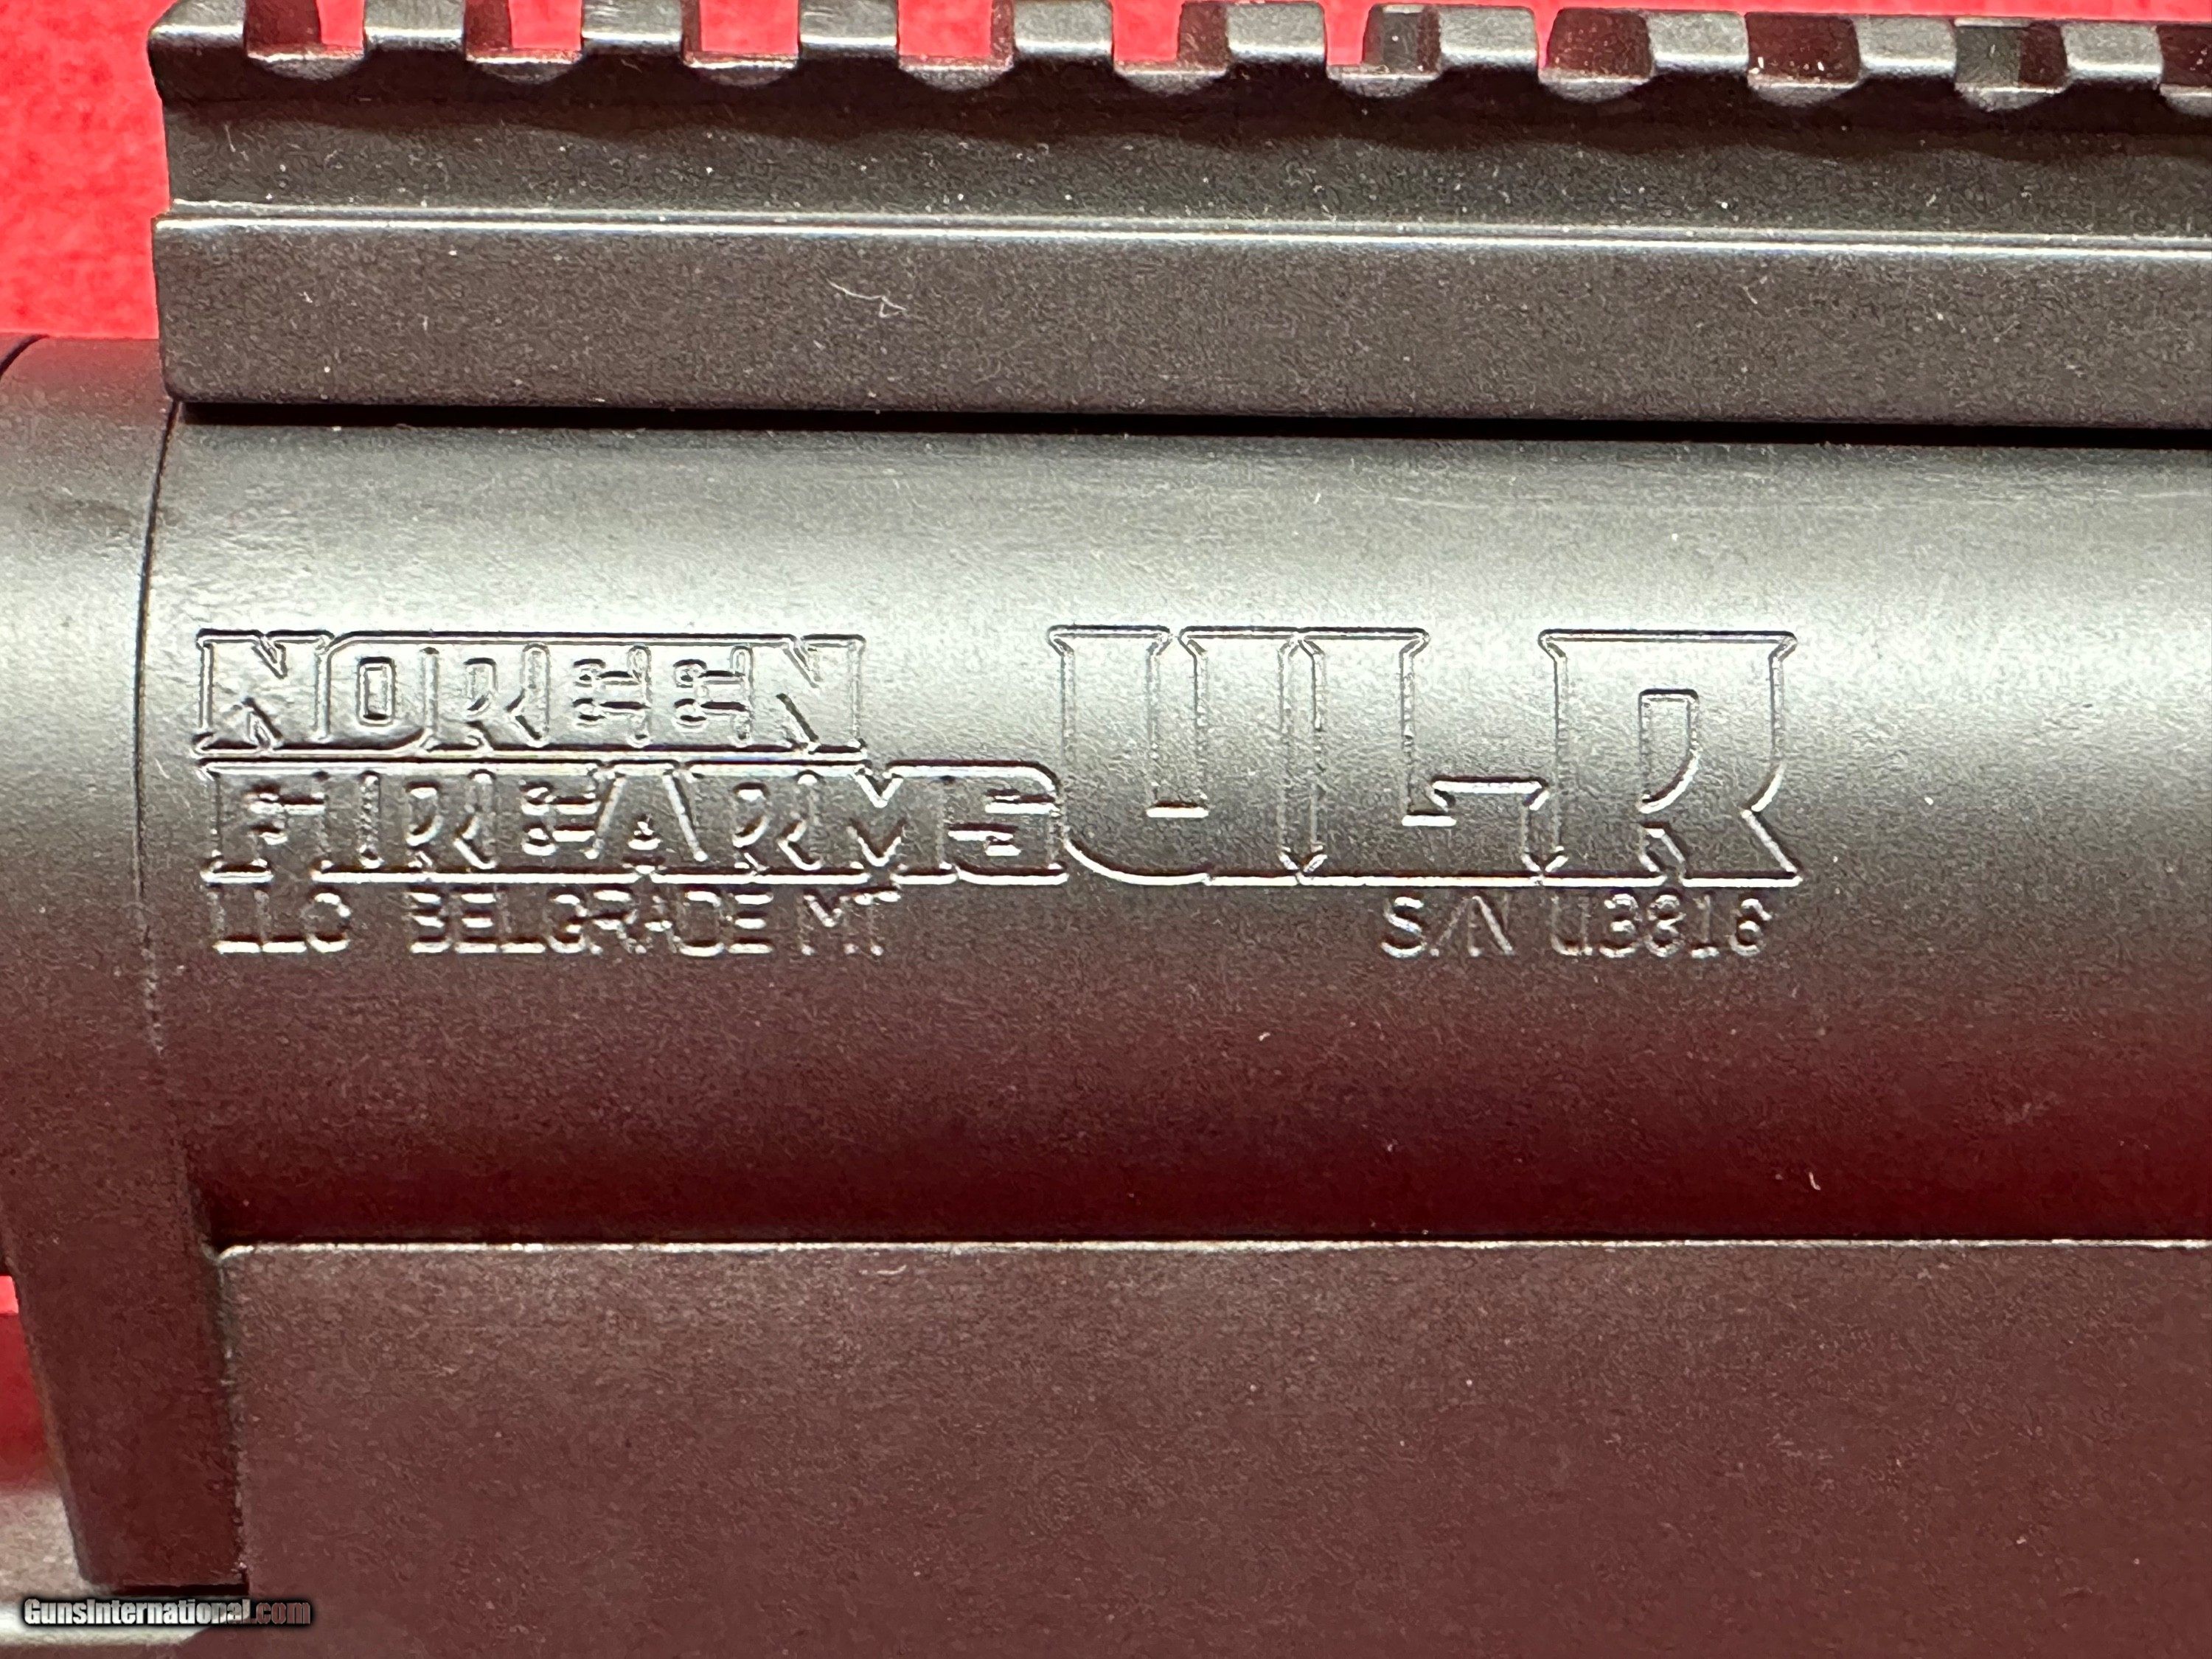 NOREEN
FIREARMS ULR
LLC BELGRADE MT S/N U3316
GunsInternational.com